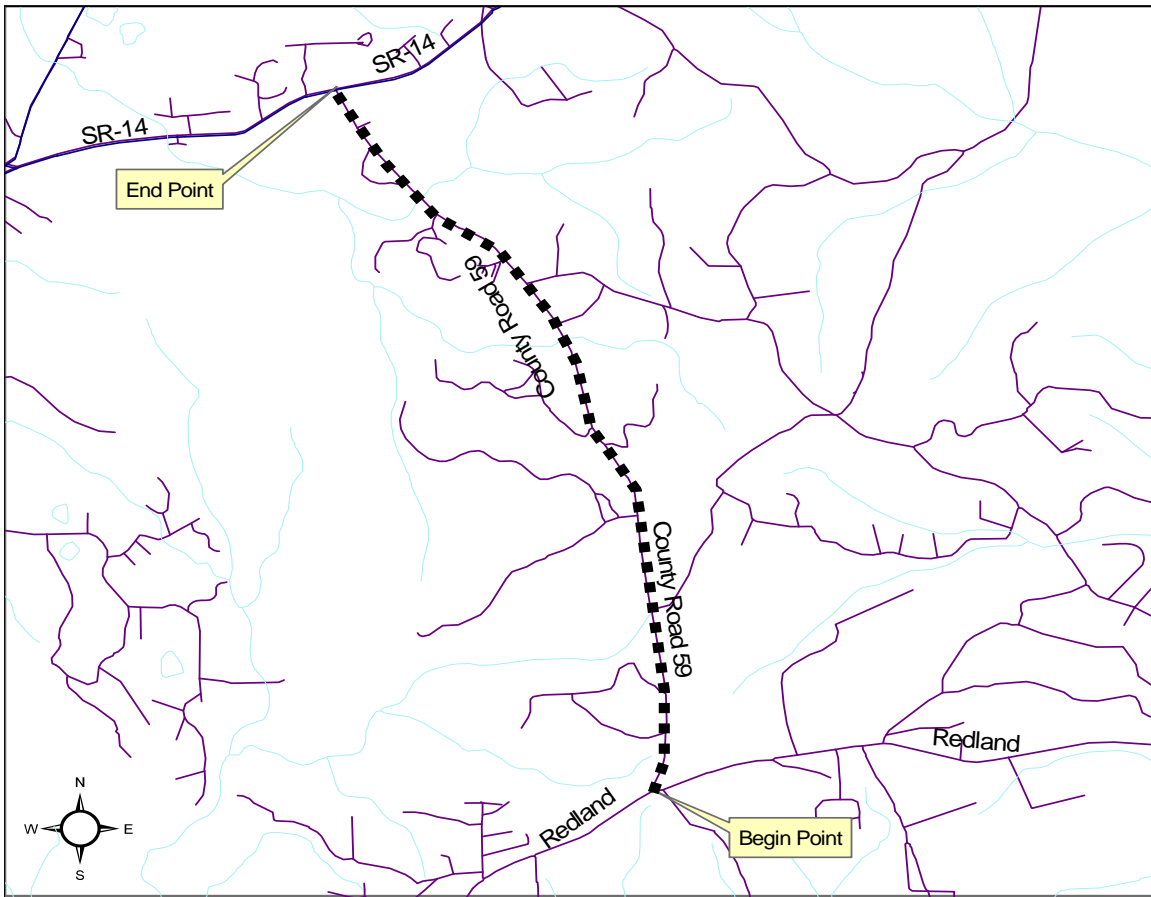 SR-14
SR-14
End Point
County Road 59
County Road 59
Redland
Redland
Begin Point
N
W
E
S